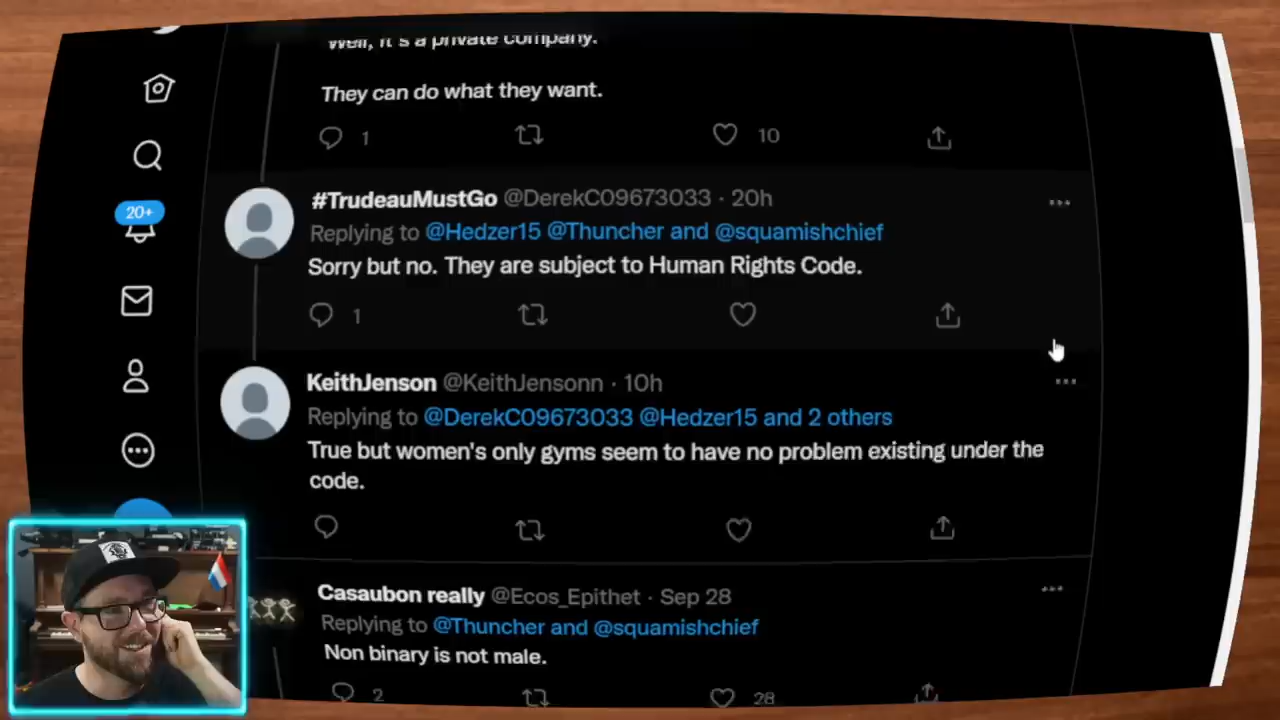 Well, it's a private company.
They can do what they want.
1
10
#TrudeauMustGo @DerekC09673033 · 20h
Replying to @Hedzer15 @Thuncher and @squamishchief
Sorry but no. They are subject to Human Rights Code.
1
20+
KeithJenson @KeithJensonn · 10h
Replying to @DerekC09673033 @Hedzer15 and 2 others
True but women's only gyms seem to have no problem existing under the
code.
Casaubon really @Ecos_Epithet · Sep 28
Replying to @Thuncher and @squamishchief
Non binary is not male.
2
28